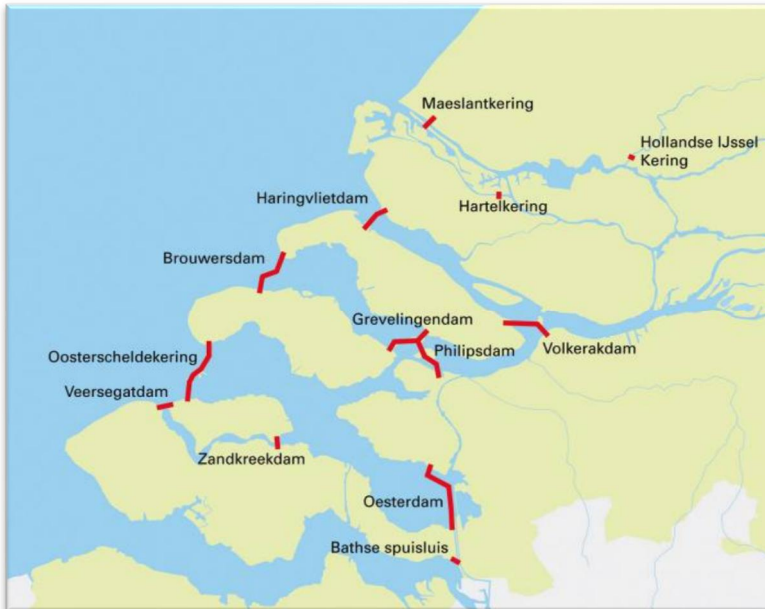 Maeslantkering
Hollandse IJssel
Kering
Haringvlietdam
Hartelkering
Brouwersdam
Grevelingendam
Philipsdam
Volkerakdam
Oosterscheldekering
Veersegatdam
Zandkreekdam
Oesterdam
Bathse spuisluis